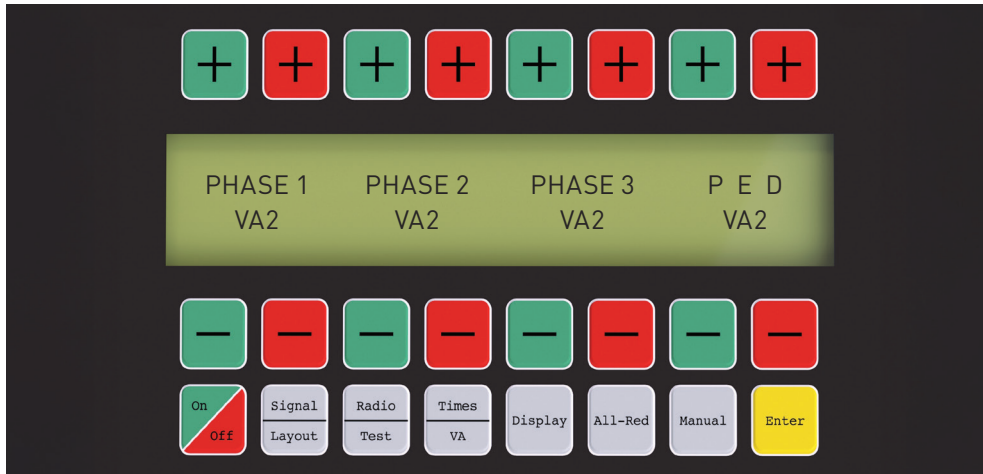 + + + + + + + +
PHASE 1 PHASE 2 PHASE 3 P E D
VA2 VA2 VA2 VA2
− − − − − − − −
On Off Signal Layout Radio Test Times VA Display All-Red Manual Enter